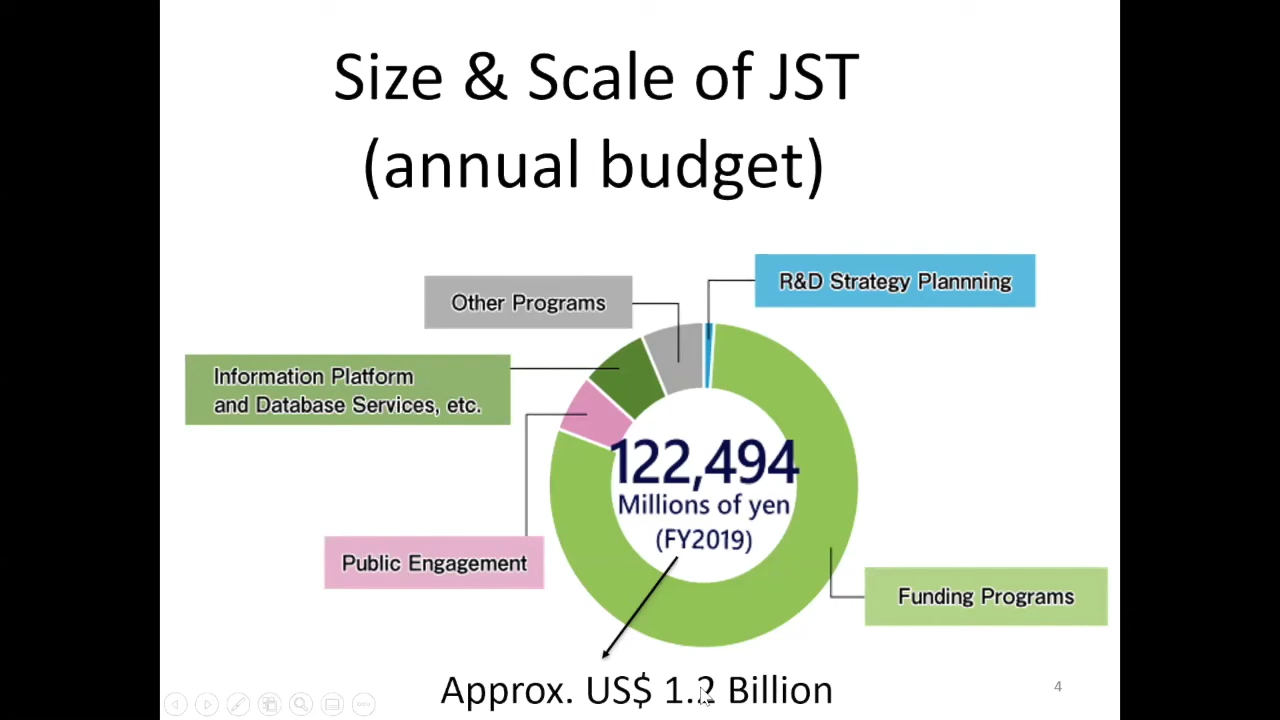 Size & Scale of JST
(annual budget)
R&D Strategy Plannning
Other Programs
Information Platform
and Database Services, etc.
122,494
Millions of yen
(FY2019)
Public Engagement
Funding Programs
Approx. US$ 1.2 Billion
4